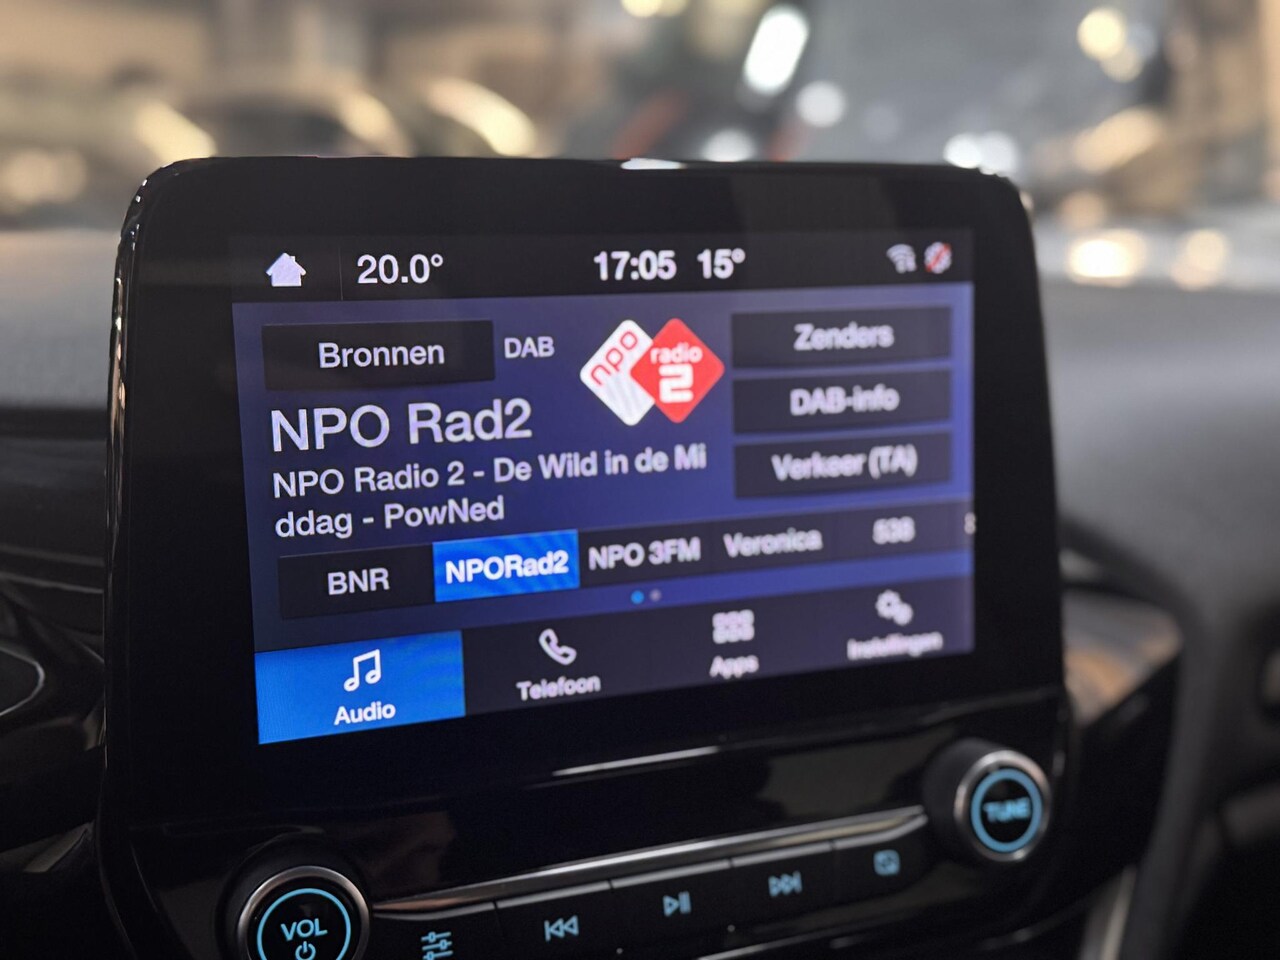 20.0° 17:05 15°
Bronnen DAB npo radio 2 Zenders
DAB-info
NPO Rad2
NPO Radio 2 - De Wild in de Mi
ddag - PowNed
Verkeer (TA)
BNR NPORad2 NPO 3FM Veronica 538
Audio Telefoon Apps Instellingen
VOL TUNE